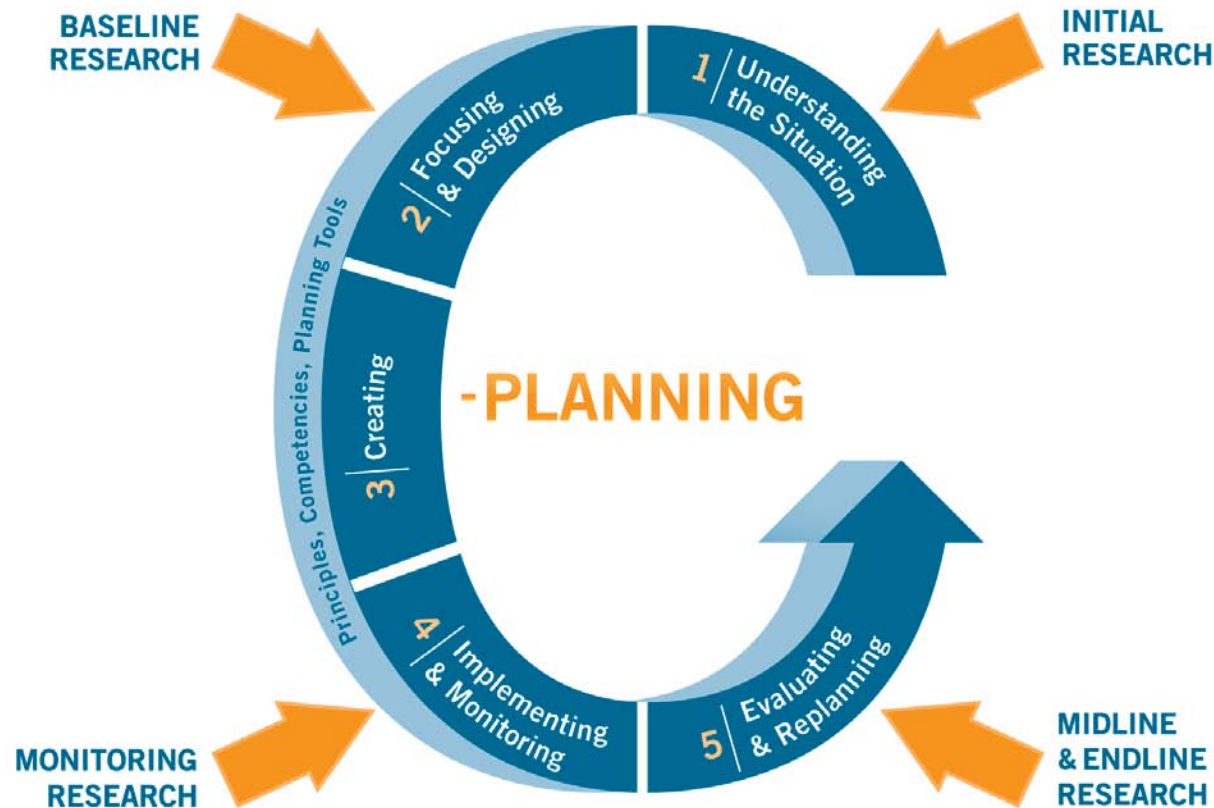 BASELINE
RESEARCH
INITIAL
RESEARCH
1
Understanding
the Situation
2
Focusing
& Designing
Principles, Competencies, Planning Tools
3
Creating
-PLANNING
4
Implementing
& Monitoring
5
Evaluating
& Replanning
MONITORING
RESEARCH
MIDLINE
& ENDLINE
RESEARCH